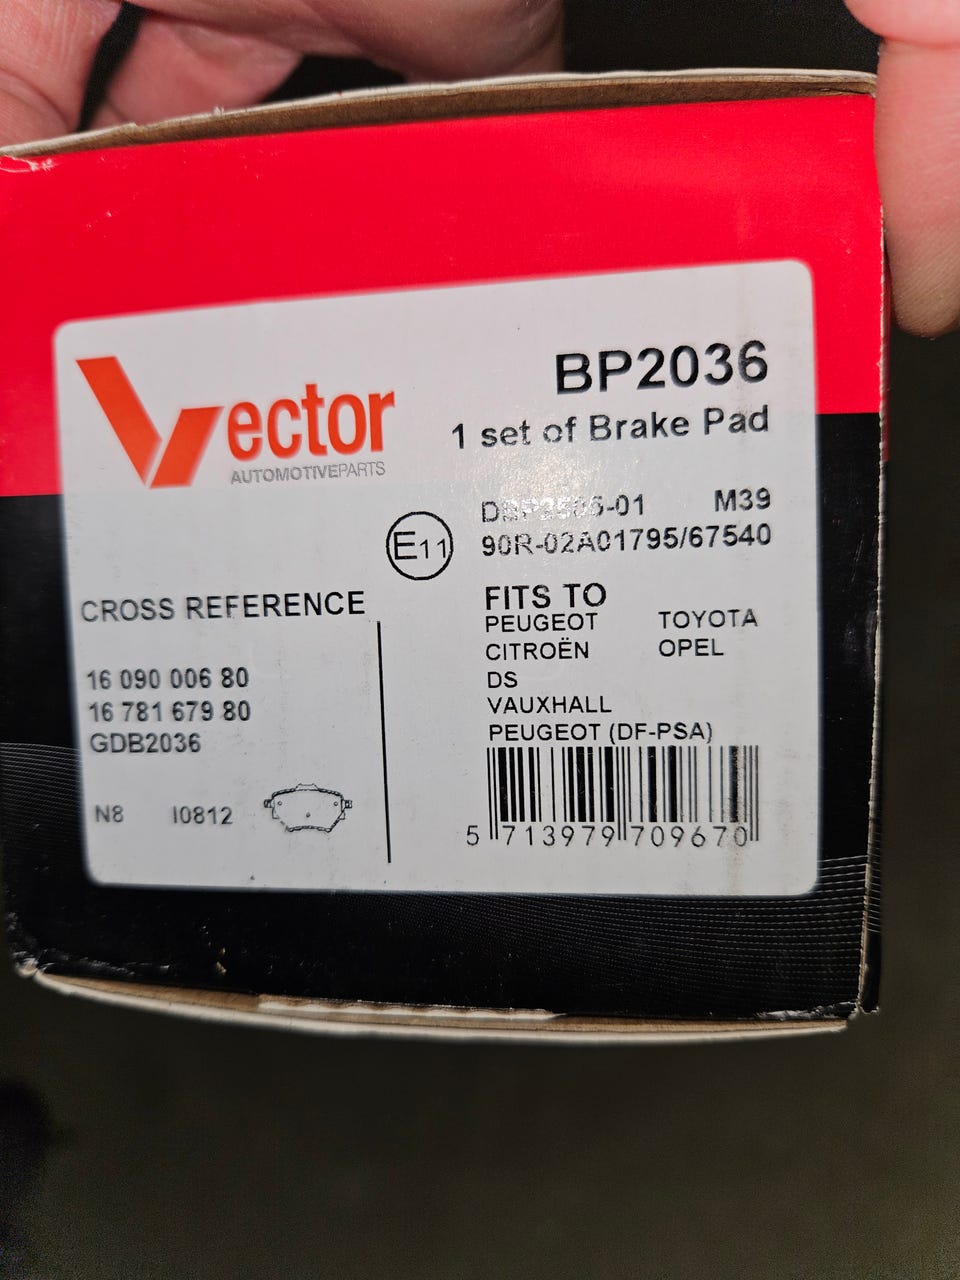 Vector
AUTOMOTIVEPARTS
BP2036
1 set of Brake Pad
M39
E11
90R-02A01795/67540
CROSS REFERENCE
16 090 006 80
16 781 679 80
GDB2036
N8 I0812
FITS TO
PEUGEOT TOYOTA
CITROËN OPEL
DS
VAUXHALL
PEUGEOT (DF-PSA)
5 713979 709670